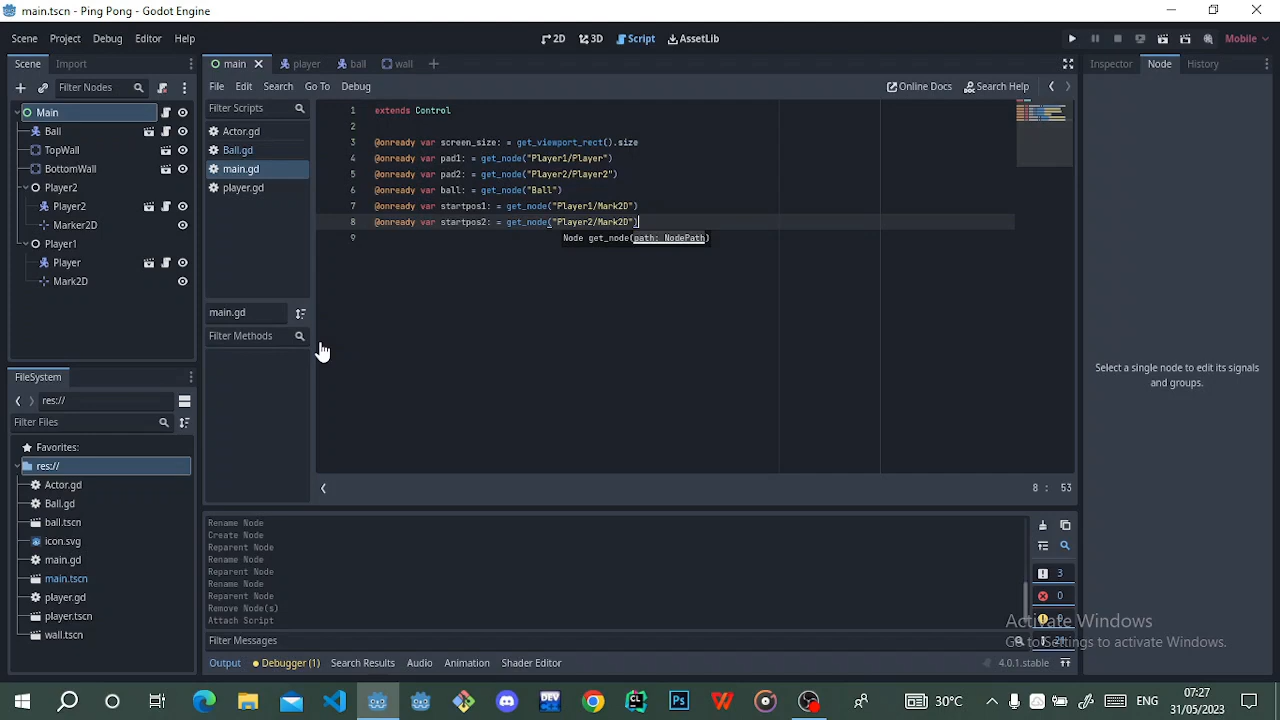 main.tscn - Ping Pong - Godot Engine
Scene Project Debug Editor Help
2D 3D Script AssetLib
Mobile
Scene Import
Filter Nodes
Main
Ball
TopWall
BottomWall
Player2
Player2
Marker2D
Player1
Player
Mark2D
FileSystem
res://
Filter Files
Favorites:
res://
Actor.gd
Ball.gd
ball.tscn
icon.svg
main.gd
main.tscn
player.gd
player.tscn
wall.tscn
main player ball wall
File Edit Search Go To Debug
Online Docs Search Help
Filter Scripts
Actor.gd
Ball.gd
main.gd
player.gd
main.gd
Filter Methods
1 extends Control
2
3 @onready var screen_size: = get_viewport_rect().size
4 @onready var pad1: = get_node("Player1/Player")
5 @onready var pad2: = get_node("Player2/Player2")
6 @onready var ball: = get_node("Ball")
7 @onready var startpos1: = get_node("Player1/Mark2D")
8 @onready var startpos2: = get_node("Player2/Mark2D")
9
Node get_node(path: NodePath)
8 : 53
Rename Node
Create Node
Reparent Node
Rename Node
Reparent Node
Rename Node
Reparent Node
Remove Node(s)
Attach Script
Filter Messages
3
0
Output Debugger (1) Search Results Audio Animation Shader Editor
4.0.1.stable
Inspector Node History
Select a single node to edit its signals
and groups.
Activate Windows
Go to Settings to activate Windows.
30°C
ENG
07:27
31/05/2023